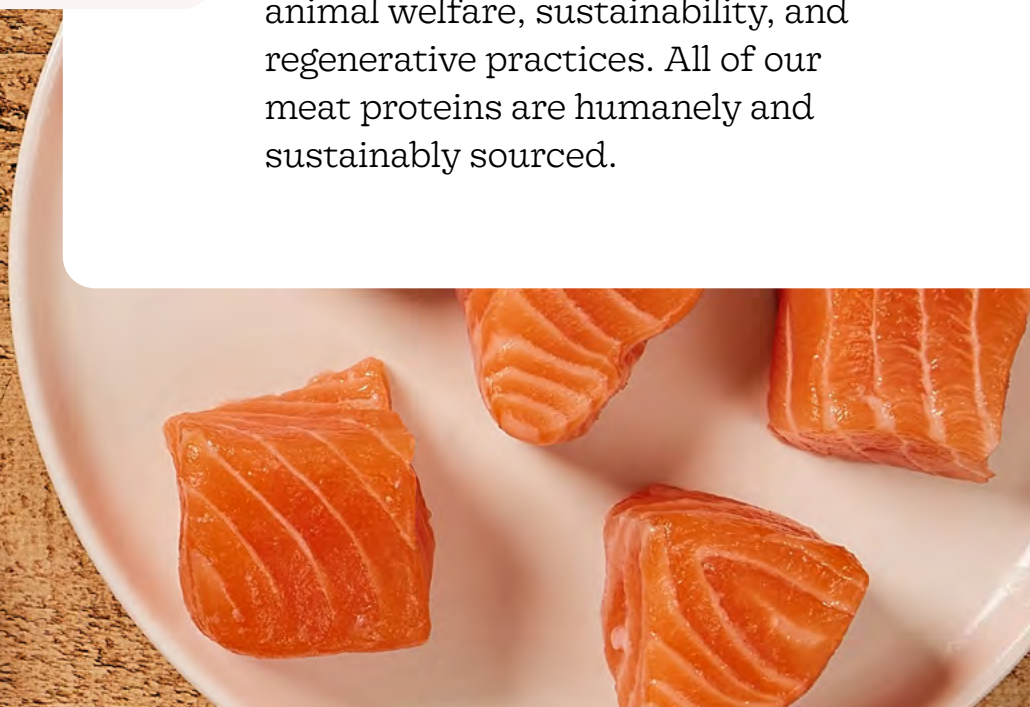 animal welfare, sustainability, and
regenerative practices. All of our
meat proteins are humanely and
sustainably sourced.